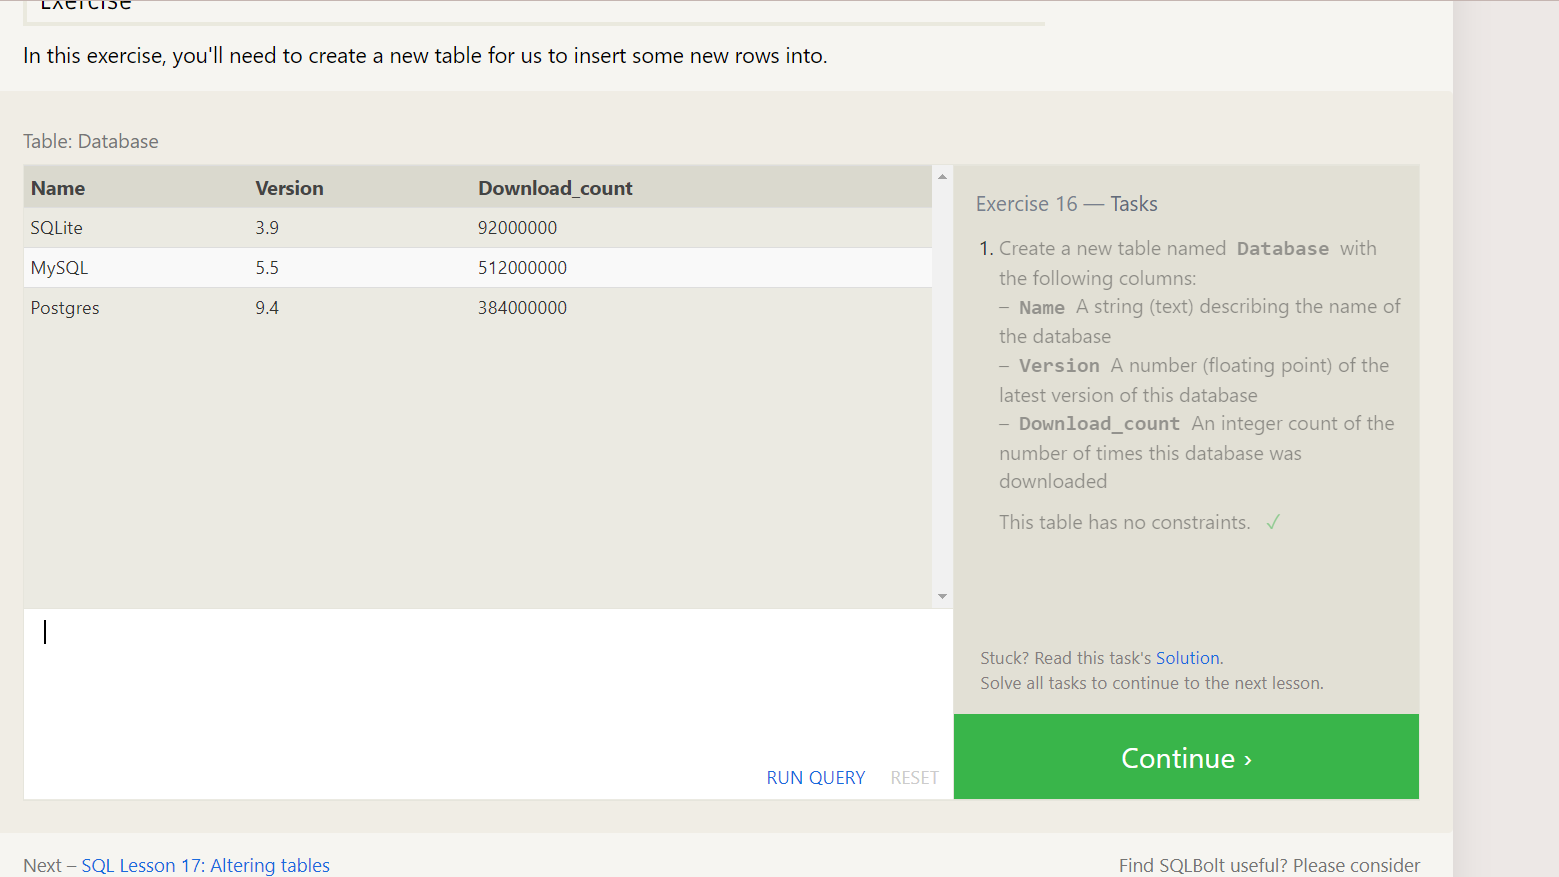 Exercise
In this exercise, you'll need to create a new table for us to insert some new rows into.
Table: Database
Name Version Download_count
SQLite 3.9 92000000
MySQL 5.5 512000000
Postgres 9.4 384000000
Exercise 16 — Tasks
1. Create a new table named Database with
the following columns:
– Name A string (text) describing the name of
the database
– Version A number (floating point) of the
latest version of this database
– Download_count An integer count of the
number of times this database was
downloaded
This table has no constraints. ✓
Stuck? Read this task's Solution.
Solve all tasks to continue to the next lesson.
RUN QUERY RESET
Continue ›
Next – SQL Lesson 17: Altering tables
Find SQLBolt useful? Please consider